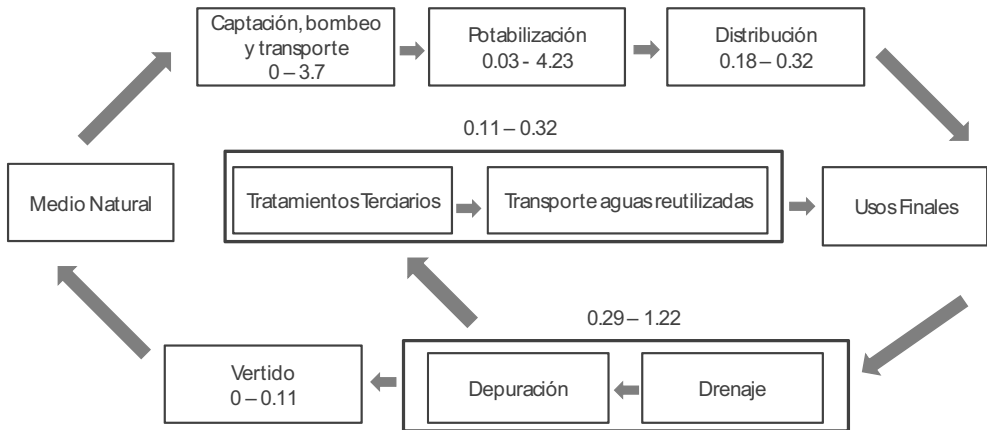 Captación, bombeo
y transporte
0 – 3.7
Potabilización
0.03 - 4.23
Distribución
0.18 – 0.32
0.11 – 0.32
Medio Natural
Tratamientos Terciarios
Transporte aguas reutilizadas
Usos Finales
0.29 – 1.22
Vertido
0 – 0.11
Depuración
Drenaje